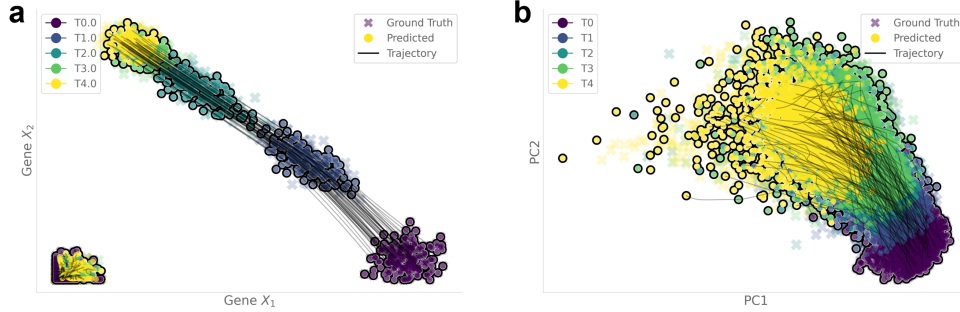 a
T0.0
T1.0
T2.0
T3.0
T4.0
Ground Truth
Predicted
Trajectory
Gene X₂
Gene X₁
b
T0
T1
T2
T3
T4
Ground Truth
Predicted
Trajectory
PC2
PC1